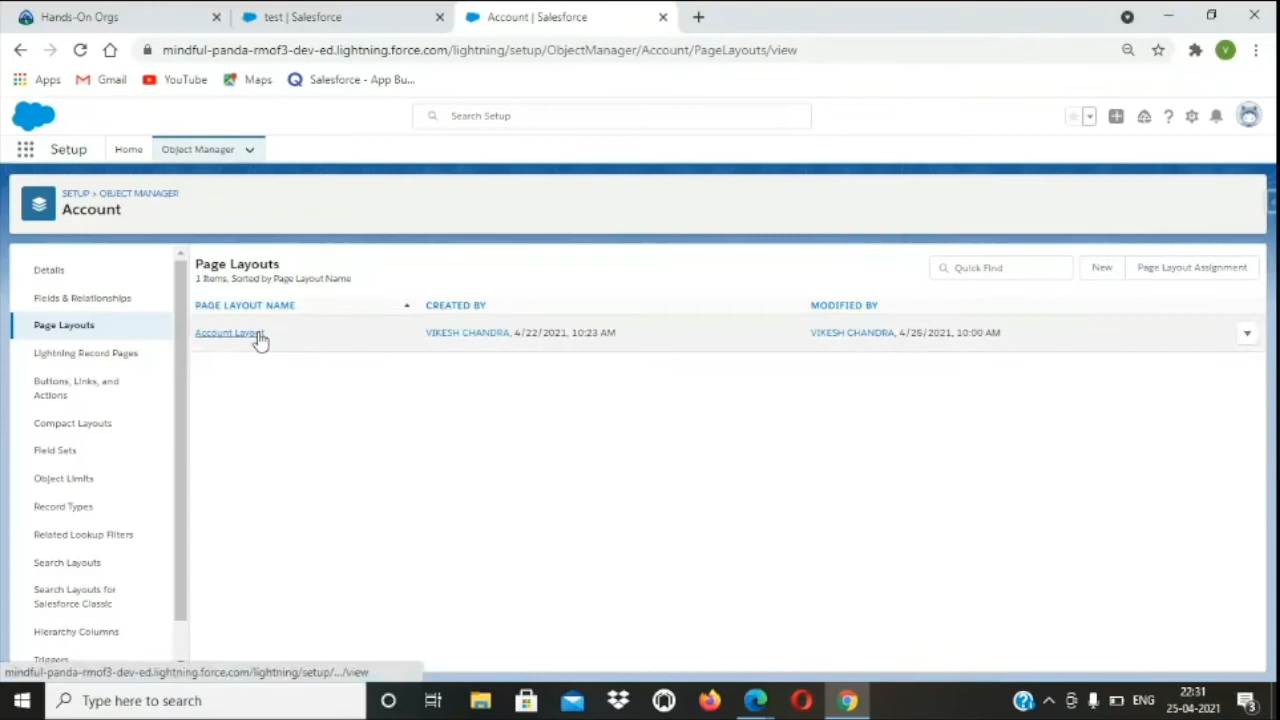 Hands-On Orgs
test | Salesforce
Account | Salesforce
mindful-panda-rmof3-dev-ed.lightning.force.com/lightning/setup/ObjectManager/Account/PageLayouts/view
V
Apps
Gmail
YouTube
Maps
Salesforce - App Bu...
Search Setup
Setup
Home
Object Manager
SETUP > OBJECT MANAGER
Account
Details
Fields & Relationships
Page Layouts
Lightning Record Pages
Buttons, Links, and
Actions
Compact Layouts
Field Sets
Object Limits
Record Types
Related Lookup Filters
Search Layouts
Search Layouts for
Salesforce Classic
Hierarchy Columns
Triggers
Page Layouts
1 Items, Sorted by Page Layout Name
Quick Find
New
Page Layout Assignment
PAGE LAYOUT NAME
CREATED BY
MODIFIED BY
Account Layout
VIKESH CHANDRA, 4/22/2021, 10:23 AM
VIKESH CHANDRA, 4/25/2021, 10:00 AM
mindful-panda-rmof3-dev-ed.lightning.force.com/lightning/setup/.../view
Type here to search
ENG
22:31
25-04-2021
3